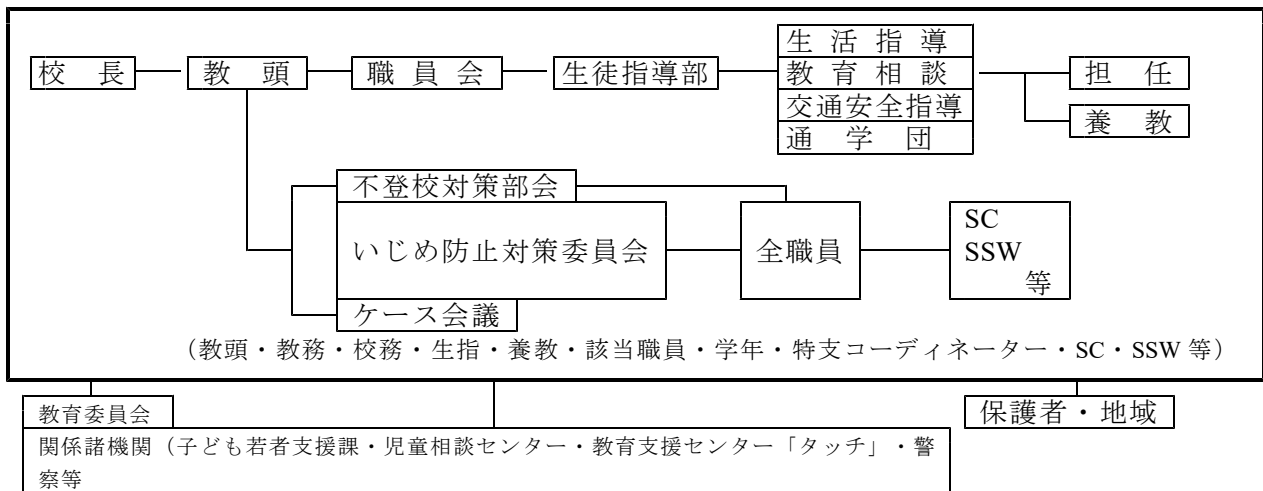 校長
教頭
職員会
生徒指導部
生活指導
教育相談
交通安全指導
通学団
担任
養教
不登校対策部会
いじめ防止対策委員会
全職員
SC
SSW
等
ケース会議
（教頭・教務・校務・生指・養教・該当職員・学年・特支コーディネーター・SC・SSW 等）
教育委員会
保護者・地域
関係諸機関（子ども若者支援課・児童相談センター・教育支援センター「タッチ」・警
察等